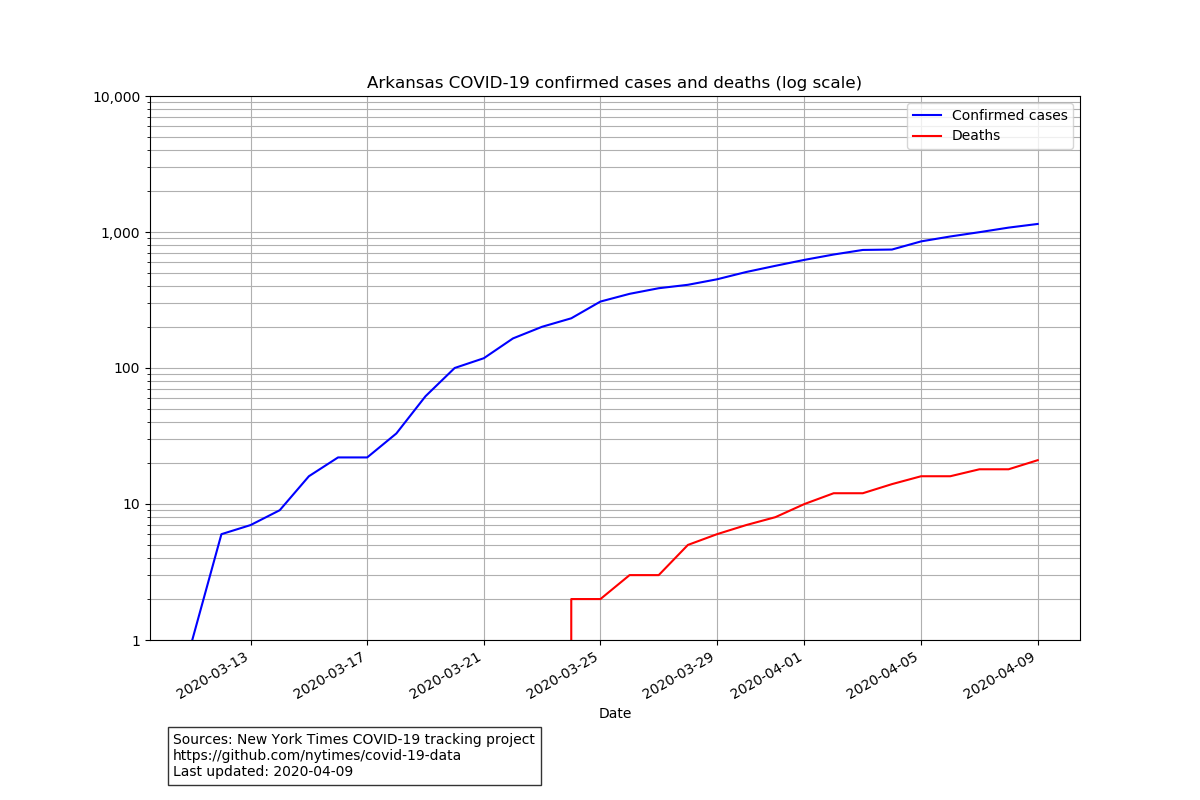 Arkansas COVID-19 confirmed cases and deaths (log scale)
10,000
1,000
100
10
1
Confirmed cases
Deaths
2020-03-13
2020-03-17
2020-03-21
2020-03-25
2020-03-29
2020-04-01
2020-04-05
2020-04-09
Date
Sources: New York Times COVID-19 tracking project
https://github.com/nytimes/covid-19-data
Last updated: 2020-04-09